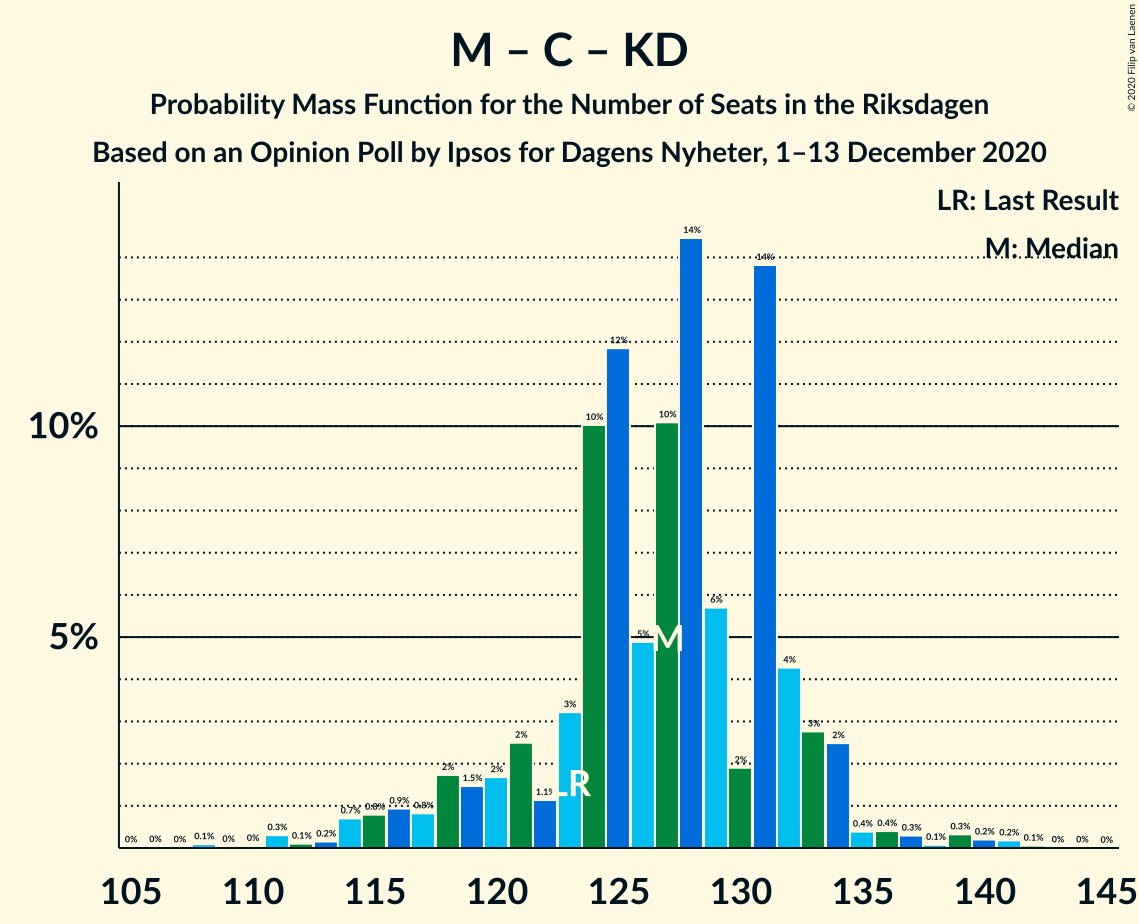 M – C – KD
Probability Mass Function for the Number of Seats in the Riksdagen
Based on an Opinion Poll by Ipsos for Dagens Nyheter, 1–13 December 2020
© 2020 Filip van Laenen
LR: Last Result
M: Median
10%
5%
0% 0% 0% 0.1% 0% 0% 0.3% 0.1% 0.2% 0.7% 0.8% 0.9% 0.8% 2% 1.5% 2% 2% 1.1% 3% 10% 12% 5% 10% 14% 6% 2% 14% 4% 3% 2% 0.4% 0.4% 0.3% 0.1% 0.3% 0.2% 0.2% 0.1% 0% 0% 0%
M
LR
105 110 115 120 125 130 135 140 145